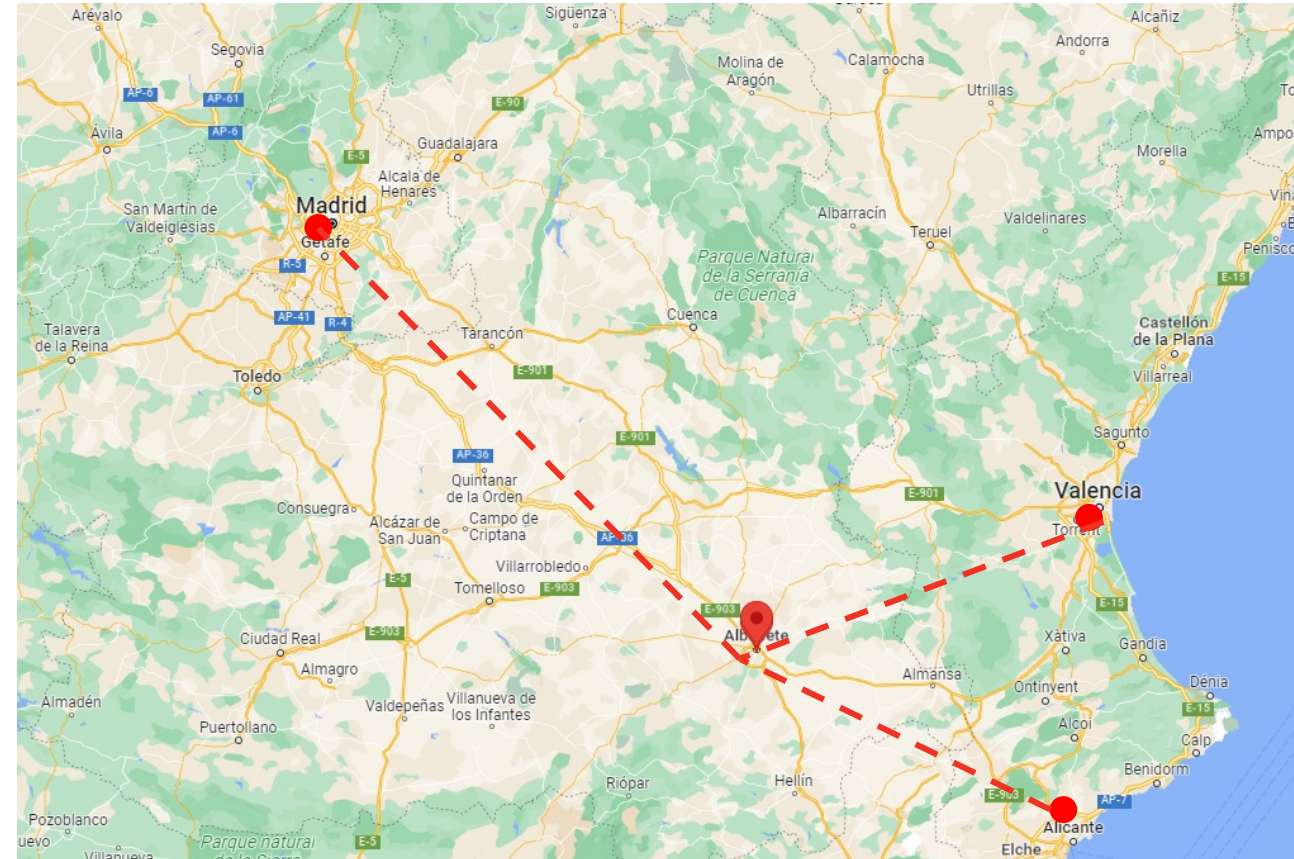 Arévalo
Sigüenza
Alcañiz
Segovia
Andorra
Molina de
Aragón
Calamocha
Utrillas
AP-6
AP-61
E-90
Ávila
AP-6
Guadalajara
E-5
Morella
Alcalá de
Henares
San Martín de
Valdeiglesias
Madrid
Getafe
Albarracín
Valdelinares
Teruel
R-5
Parque Natural
de la Serranía
de Cuenca
E-15
AP-41
R-4
Cuenca
Talavera
de la Reina
Tarancón
Castellón
de la Plana
Toledo
E-901
Villarreal
E-901
Sagunto
AP-36
Quintanar
de la Orden
Valencia
E-901
Consuegra
Alcázar de
San Juan
Campo de
Criptana
Torrent
AP-36
Villarrobledo
E-5
Tomelloso
E-903
E-903
E-15
Ciudad Real
E-903
Albacete
Xàtiva
Gandia
Almagro
Almansa
Ontinyent
Dénia
Almadén
Valdepeñas
Villanueva de
los Infantes
E-15
Puertollano
Alcoi
Calp
Benidorm
Riópar
Hellín
E-903
AP-7
Pozoblanco
Alicante
Parque natural
E-5
Elche
Villanueva